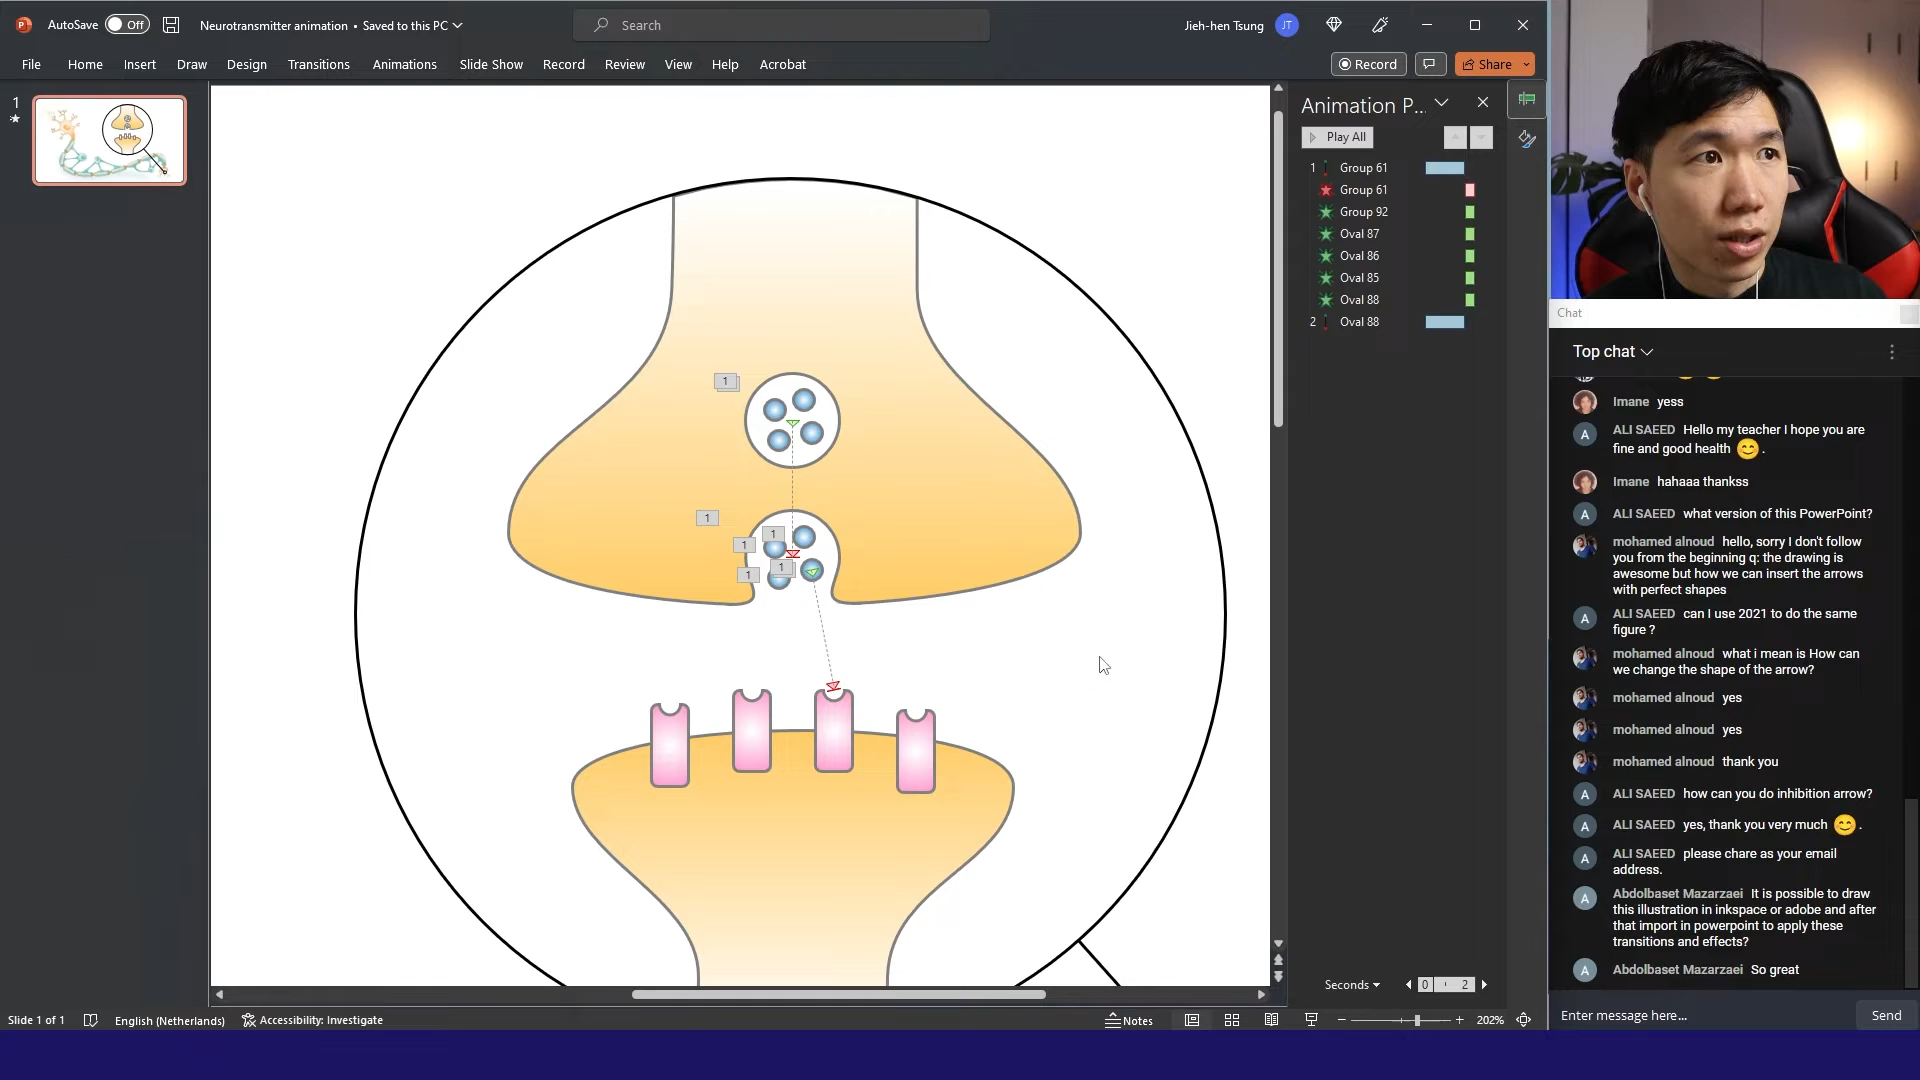 AutoSave Off Neurotransmitter animation • Saved to this PC Search Jieh-hen Tsung JT
File Home Insert Draw Design Transitions Animations Slide Show Record Review View Help Acrobat Record Share
1
Animation P...
Play All
1 Group 61
Group 61
Group 92
Oval 87
Oval 86
Oval 85
Oval 88
2 Oval 88
1
1
1
1
1
1
Seconds 0 2
Slide 1 of 1 English (Netherlands) Accessibility: Investigate Notes 202%
Chat
Top chat
Imane yess
A ALI SAEED Hello my teacher I hope you are
fine and good health 😊 .
Imane hahaaa thankss
A ALI SAEED what version of this PowerPoint?
mohamed alnoud hello, sorry I don't follow
you from the beginning q: the drawing is
awesome but how we can insert the arrows
with perfect shapes
A ALI SAEED can I use 2021 to do the same
figure ?
mohamed alnoud what i mean is How can
we change the shape of the arrow?
mohamed alnoud yes
mohamed alnoud yes
mohamed alnoud thank you
A ALI SAEED how can you do inhibition arrow?
A ALI SAEED yes, thank you very much 😊 .
A ALI SAEED please chare as your email
address.
A Abdolbaset Mazarzaei It is possible to draw
this illustration in inkspace or adobe and after
that import in powerpoint to apply these
transitions and effects?
A Abdolbaset Mazarzaei So great
Enter message here... Send